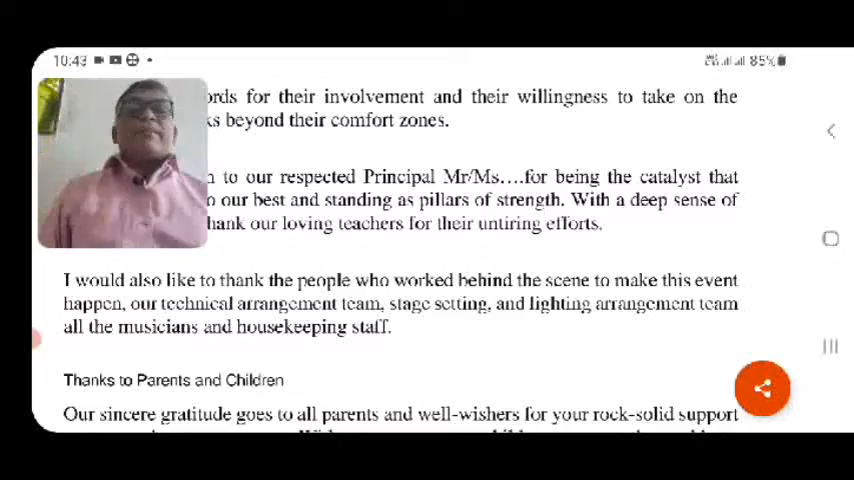 10:43
85%
ords for their involvement and their willingness to take on the
ks beyond their comfort zones.
n to our respected Principal Mr/Ms....for being the catalyst that
o our best and standing as pillars of strength. With a deep sense of
hank our loving teachers for their untiring efforts.
I would also like to thank the people who worked behind the scene to make this event
happen, our technical arrangement team, stage setting, and lighting arrangement team
all the musicians and housekeeping staff.
Thanks to Parents and Children
Our sincere gratitude goes to all parents and well-wishers for your rock-solid support